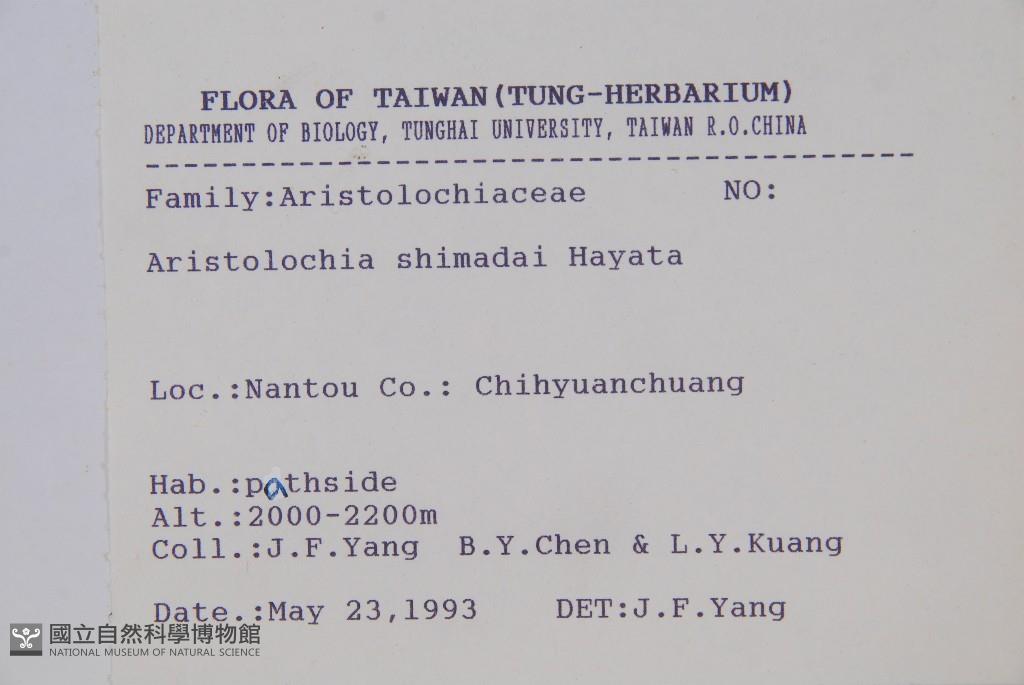 FLORA OF TAIWAN(TUNG-HERBARIUM)
DEPARTMENT OF BIOLOGY, TUNGHAI UNIVERSITY, TAIWAN R.O.CHINA
Family:Aristolochiaceae NO:
Aristolochia shimadai Hayata
Loc.:Nantou Co.: Chihyuanchuang
Hab.:pathside
Alt.:2000-2200m
Coll.:J.F.Yang B.Y.Chen & L.Y.Kuang
Date.:May 23,1993 DET:J.F.Yang
國立自然科學博物館
NATIONAL MUSEUM OF NATURAL SCIENCE